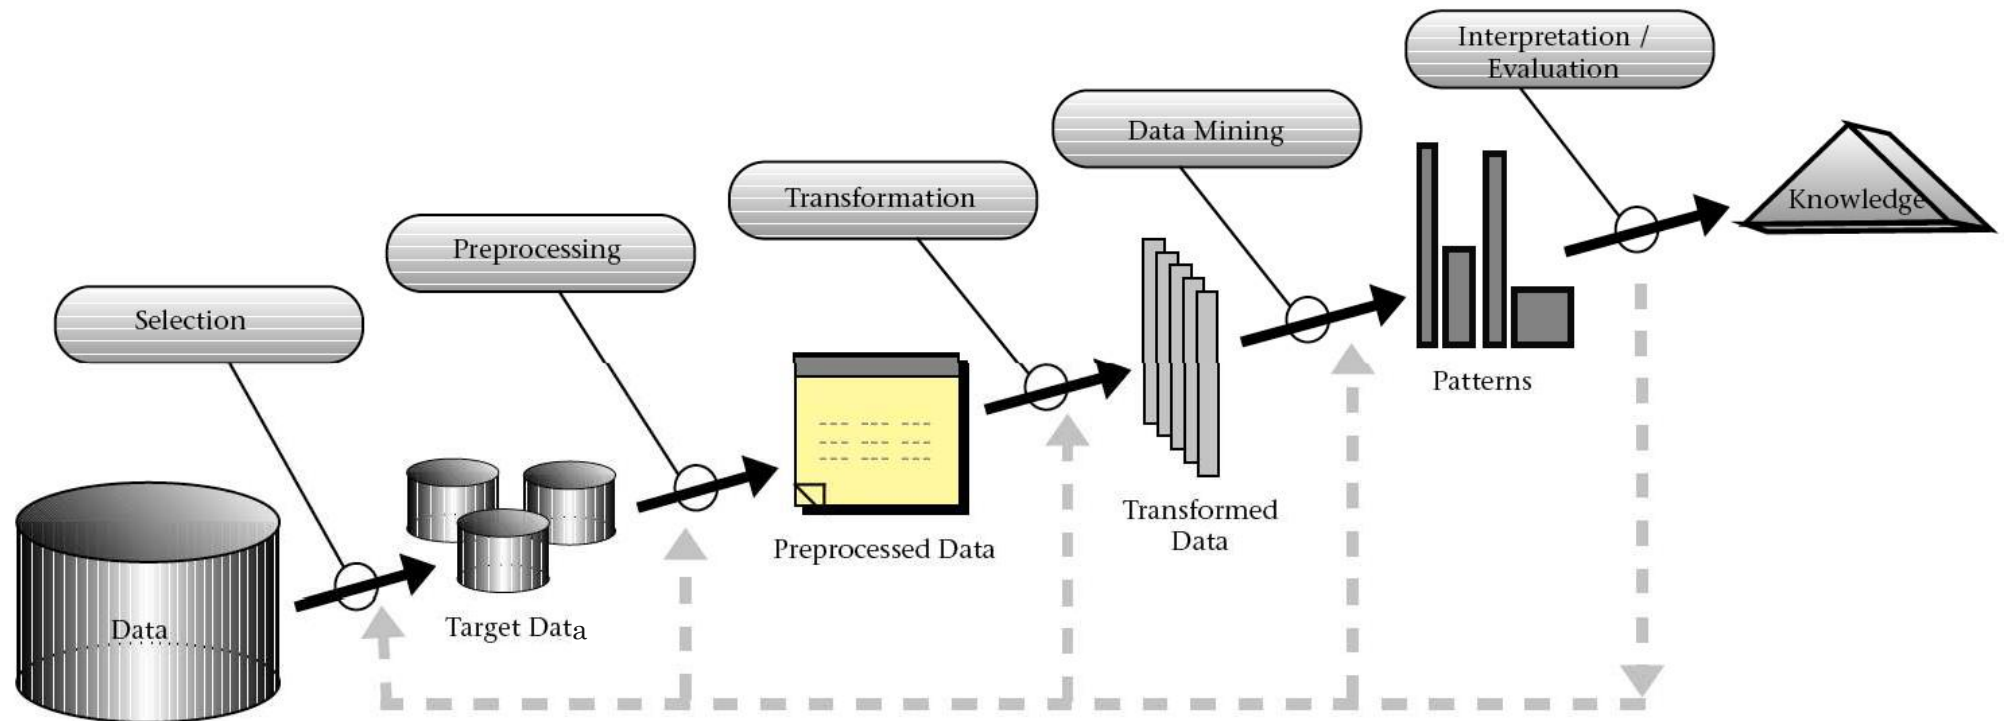 Interpretation /
Evaluation
Data Mining
Transformation
Preprocessing
Selection
Knowledge
Patterns
Transformed
Data
Preprocessed Data
Target Data
Data